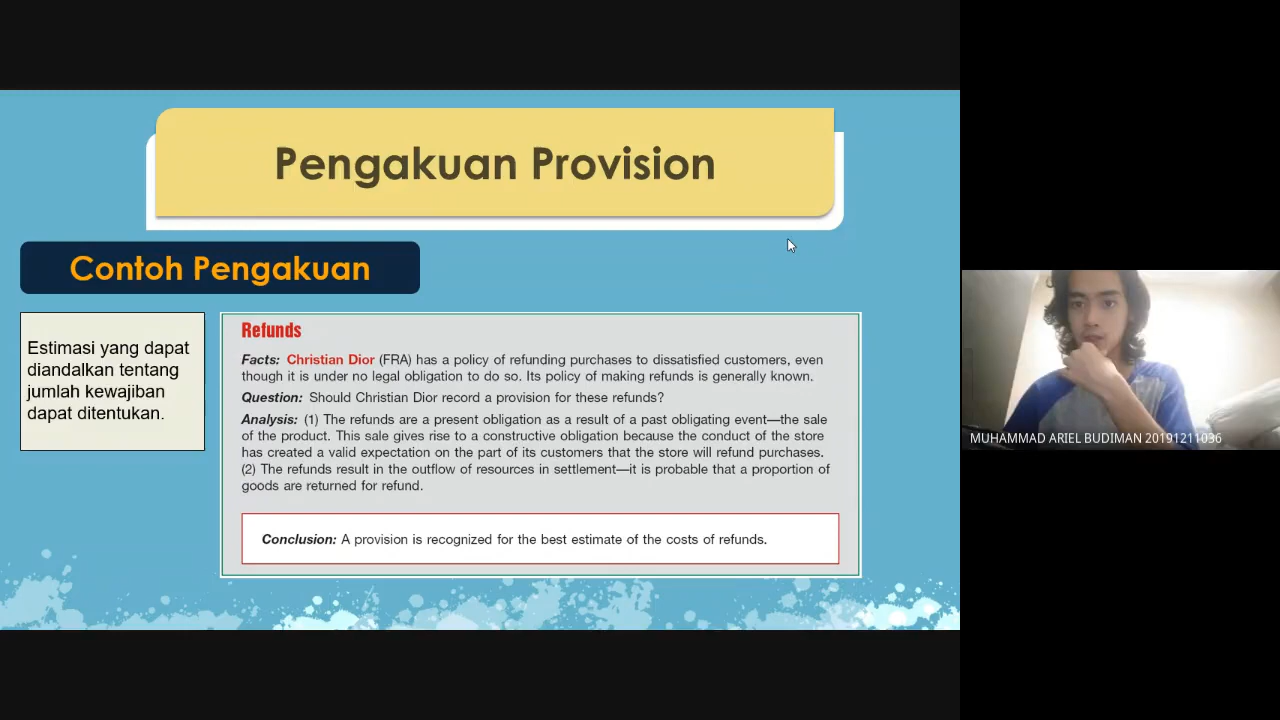 Pengakuan Provision
Contoh Pengakuan
Estimasi yang dapat
diandalkan tentang
jumlah kewajiban
dapat ditentukan.
Refunds
Facts: Christian Dior (FRA) has a policy of refunding purchases to dissatisfied customers, even
though it is under no legal obligation to do so. Its policy of making refunds is generally known.
Question: Should Christian Dior record a provision for these refunds?
Analysis: (1) The refunds are a present obligation as a result of a past obligating event—the sale
of the product. This sale gives rise to a constructive obligation because the conduct of the store
has created a valid expectation on the part of its customers that the store will refund purchases.
(2) The refunds result in the outflow of resources in settlement—it is probable that a proportion of
goods are returned for refund.
Conclusion: A provision is recognized for the best estimate of the costs of refunds.
MUHAMMAD ARIEL BUDIMAN 20191211036